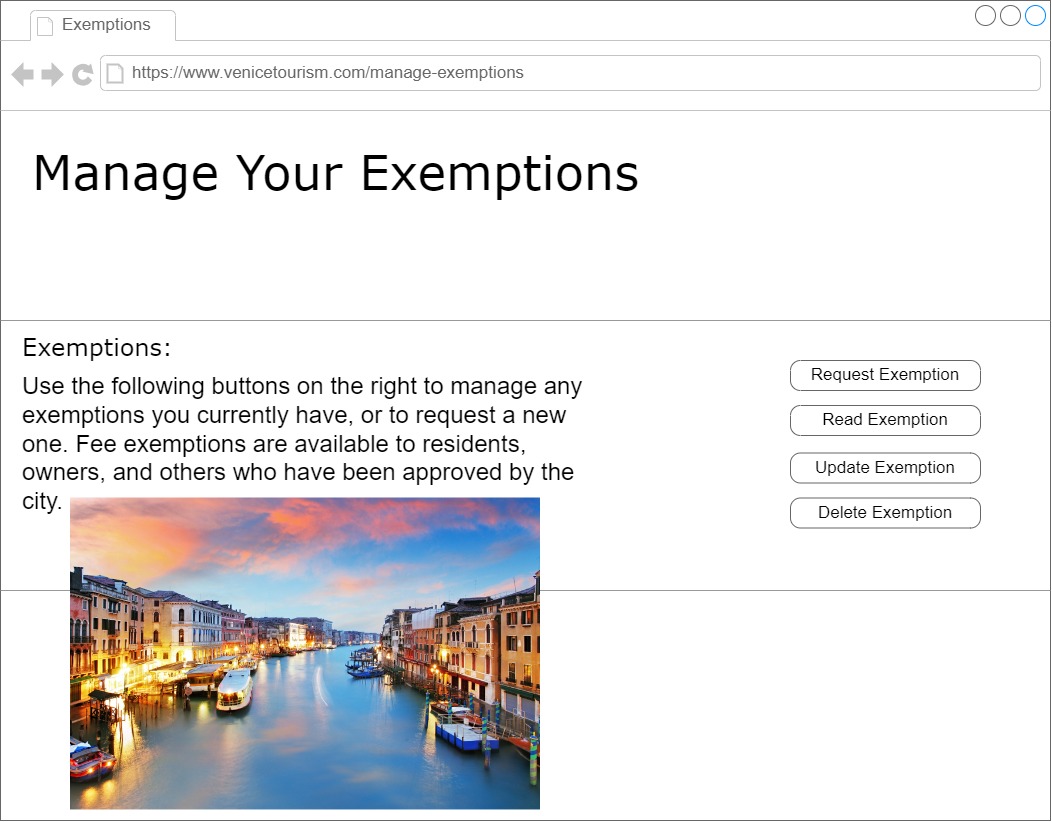 Exemptions
https://www.venicetourism.com/manage-exemptions
Manage Your Exemptions
Exemptions:
Use the following buttons on the right to manage any
exemptions you currently have, or to request a new
one. Fee exemptions are available to residents,
owners, and others who have been approved by the
city.
Request Exemption
Read Exemption
Update Exemption
Delete Exemption